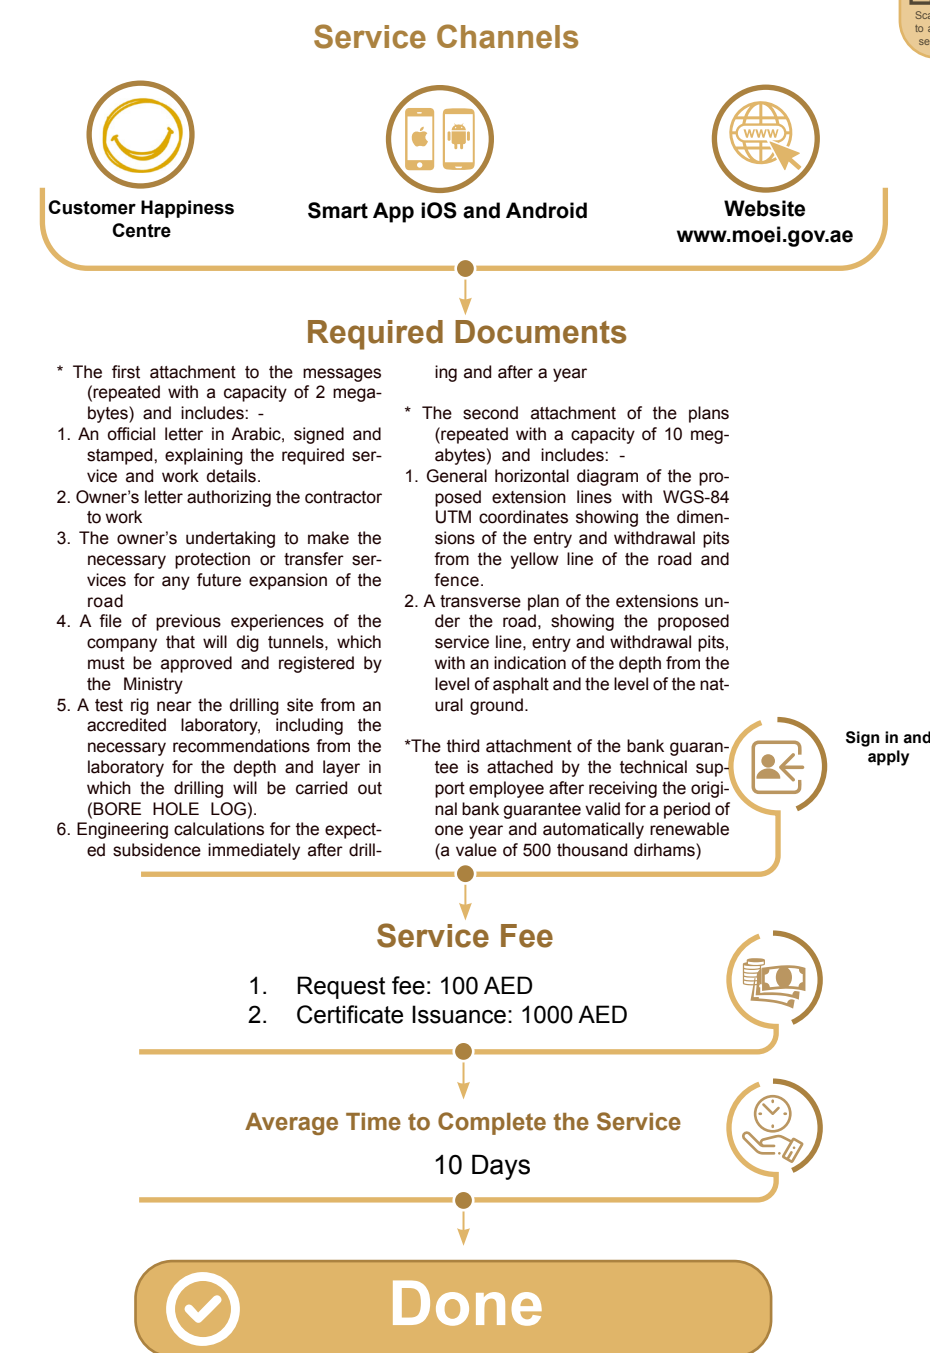 Service Channels
www
Customer Happiness
Centre
Smart App iOS and Android
Website
www.moei.gov.ae
Required Documents
* The first attachment to the messages
(repeated with a capacity of 2 mega-
bytes) and includes: -
1. An official letter in Arabic, signed and
stamped, explaining the required ser-
vice and work details.
2. Owner's letter authorizing the contractor
to work
3. The owner's undertaking to make the
necessary protection or transfer ser-
vices for any future expansion of the
road
4. A file of previous experiences of the
company that will dig tunnels, which
must be approved and registered by
the Ministry
5. A test rig near the drilling site from an
accredited laboratory, including the
necessary recommendations from the
laboratory for the depth and layer in
which the drilling will be carried out
(BORE HOLE LOG).
6. Engineering calculations for the expect-
ed subsidence immediately after drill-
ing and after a year
* The second attachment of the plans
(repeated with a capacity of 10 meg-
abytes) and includes: -
1. General horizontal diagram of the pro-
posed extension lines with WGS-84
UTM coordinates showing the dimen-
sions of the entry and withdrawal pits
from the yellow line of the road and
fence.
2. A transverse plan of the extensions un-
der the road, showing the proposed
service line, entry and withdrawal pits,
with an indication of the depth from the
level of asphalt and the level of the nat-
ural ground.
*The third attachment of the bank guaran-
tee is attached by the technical sup-
port employee after receiving the origi-
nal bank guarantee valid for a period of
one year and automatically renewable
(a value of 500 thousand dirhams)
Sign in and
apply
Service Fee
1. Request fee: 100 AED
2. Certificate Issuance: 1000 AED
Average Time to Complete the Service
10 Days
Done